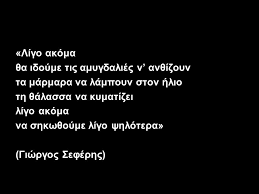 «Λίγο ακόμα
θα ιδούμε τις αμυγδαλιές ν’ ανθίζουν
τα μάρμαρα να λάμπουν στον ήλιο
τη θάλασσα να κυματίζει
λίγο ακόμα
να σηκωθούμε λίγο ψηλότερα»
(Γιώργος Σεφέρης)